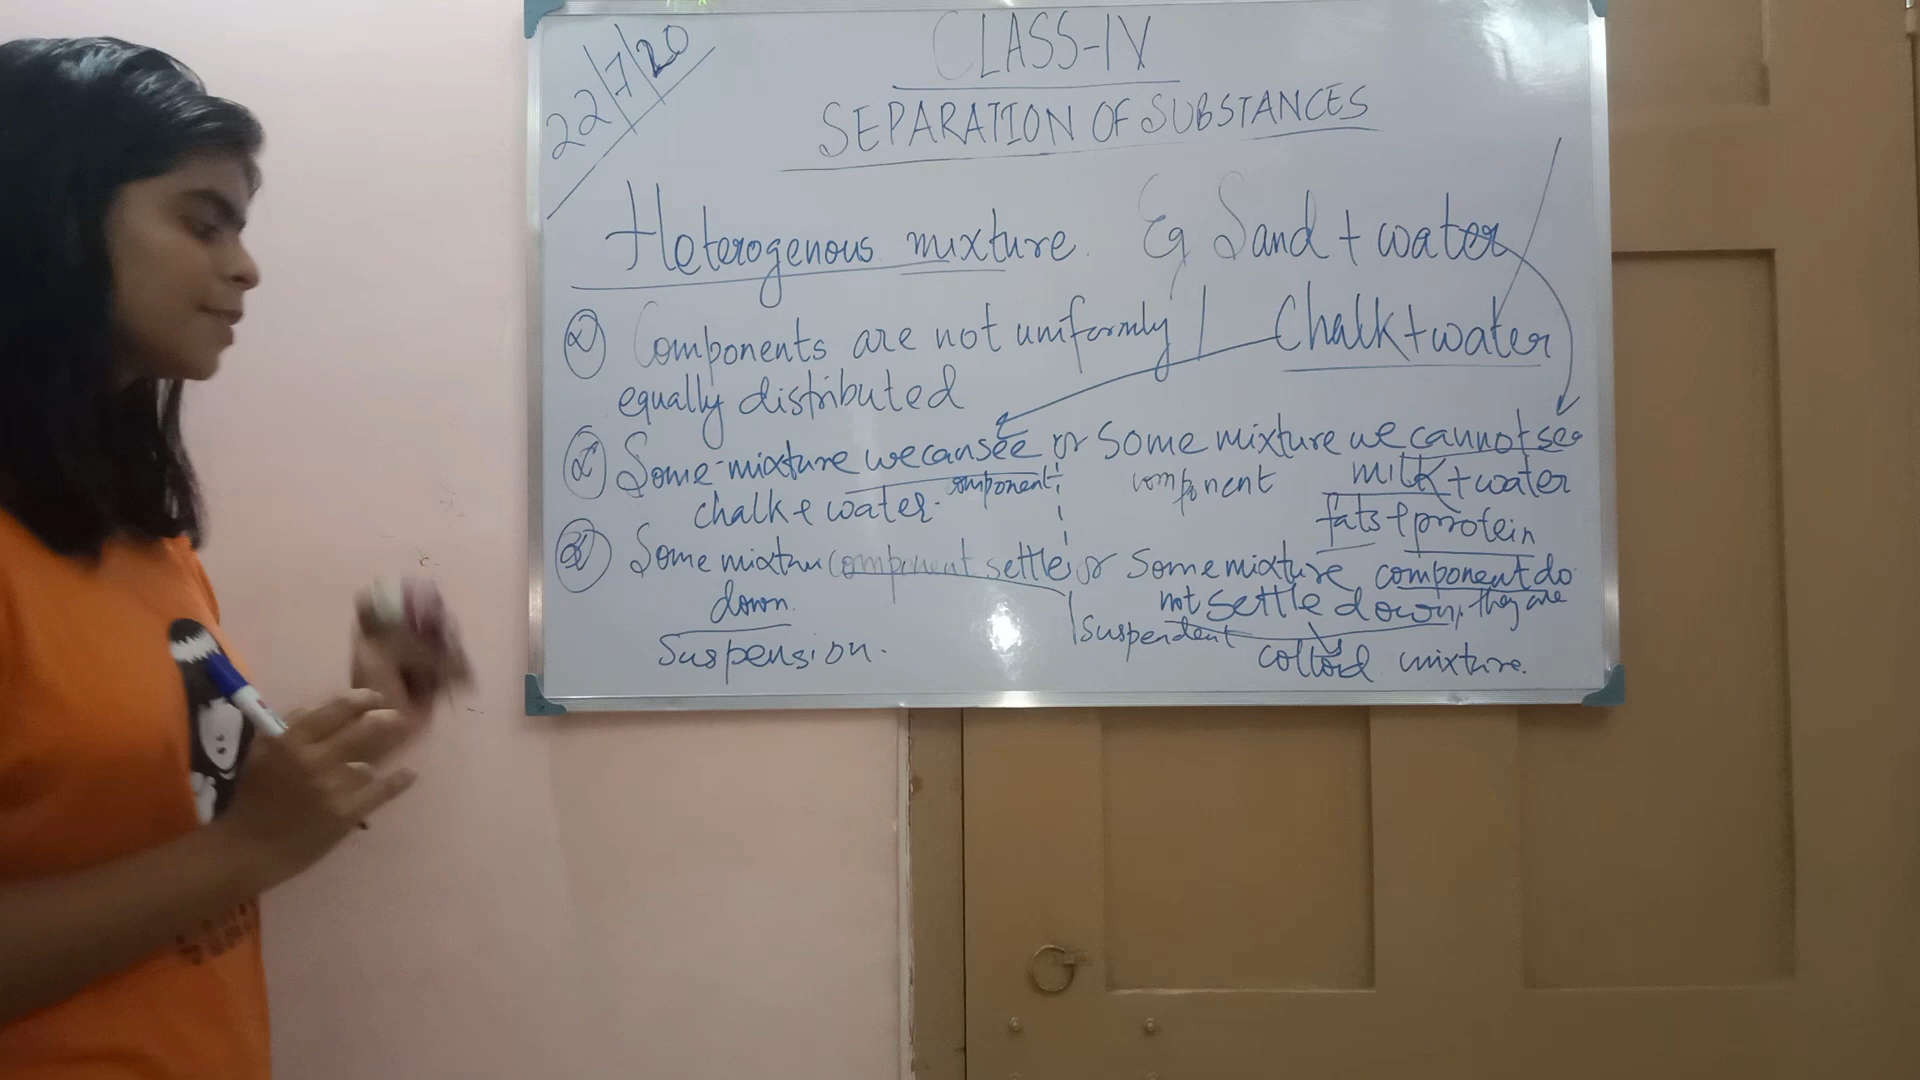 22/7/20
CLASS-IV
SEPARATION OF SUBSTANCES
Heterogenous mixture. Eg Sand + water
Components are not uniformly | Chalk + water
equally distributed
Some mixture we can see or Some mixture we cannot see
component component milk + water
chalk + water.
fats + protein
Some mixture component settle or Some mixture component do
down. not settle down, they are
Suspendent
Suspension. colloid mixture.